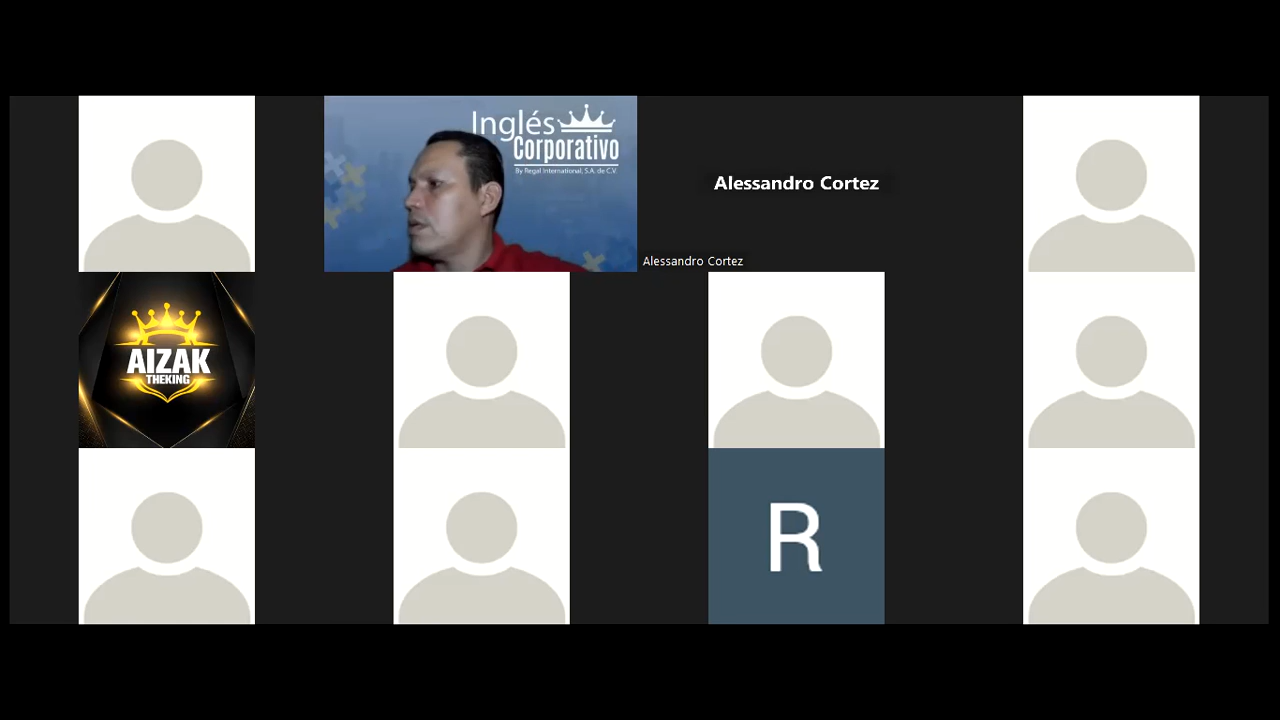 Inglés
Corporativo
By Regal International, S.A. de C.V.
Alessandro Cortez
Alessandro Cortez
AIZAK
THEKING
R